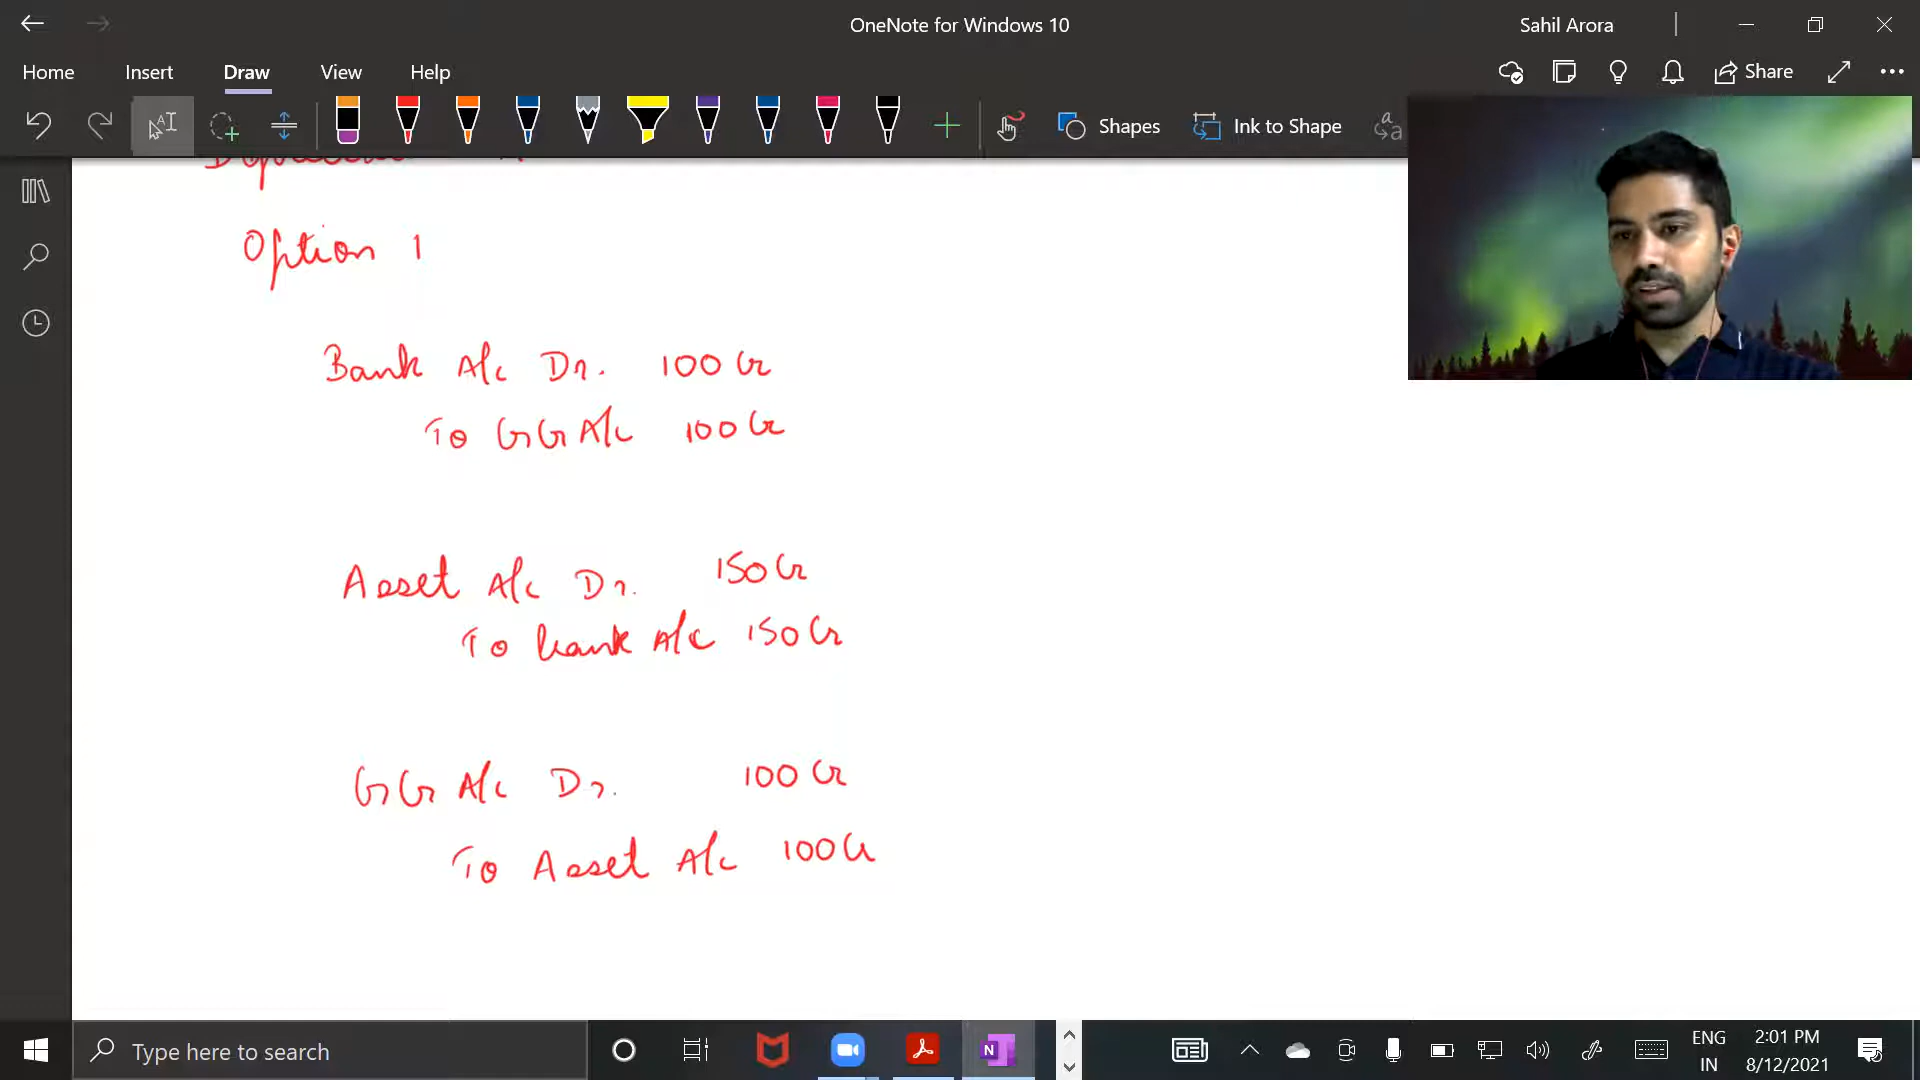 OneNote for Windows 10
Sahil Arora
Home Insert Draw View Help
Share
Shapes
Ink to Shape
Option 1
Bank A/c Dr. 100 Cr
To GG A/c 100 Cr
Asset A/c Dr. 150 Cr
To bank A/c 150 Cr
GG A/c Dr. 100 Cr
To Asset A/c 100 Cr
Type here to search
ENG
IN
2:01 PM
8/12/2021